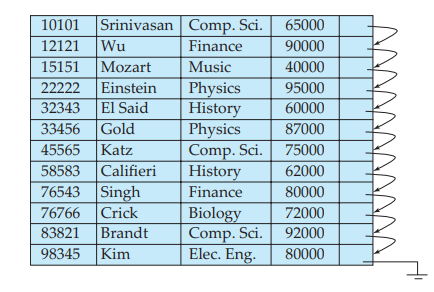 10101 Srinivasan Comp. Sci. 65000
12121 Wu Finance 90000
15151 Mozart Music 40000
22222 Einstein Physics 95000
32343 El Said History 60000
33456 Gold Physics 87000
45565 Katz Comp. Sci. 75000
58583 Califieri History 62000
76543 Singh Finance 80000
76766 Crick Biology 72000
83821 Brandt Comp. Sci. 92000
98345 Kim Elec. Eng. 80000